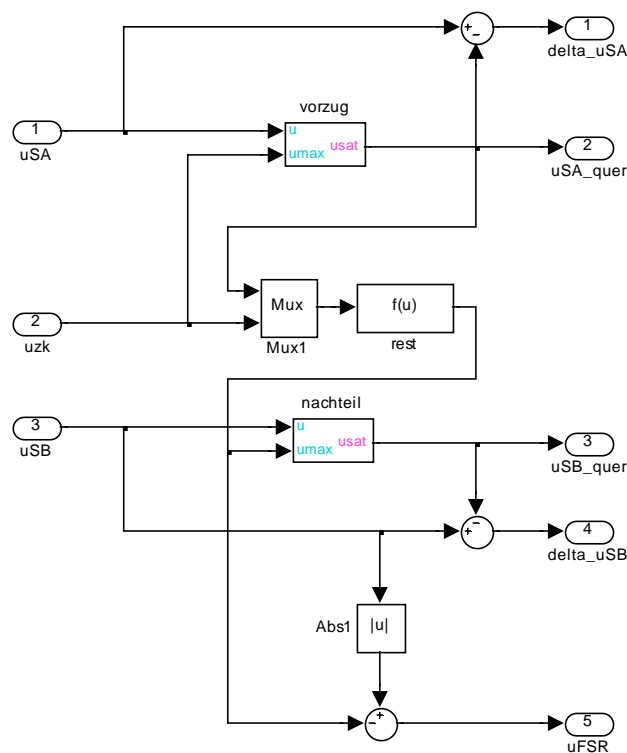 1
+
−
delta_uSA
vorzug
1
u
umax
usat
2
uSA
uSA_quer
2
Mux
f(u)
uzk
Mux1
rest
nachteil
3
u
umax
usat
3
uSB
uSB_quer
+
−
4
delta_uSB
Abs1
|u|
−
+
5
uFSR